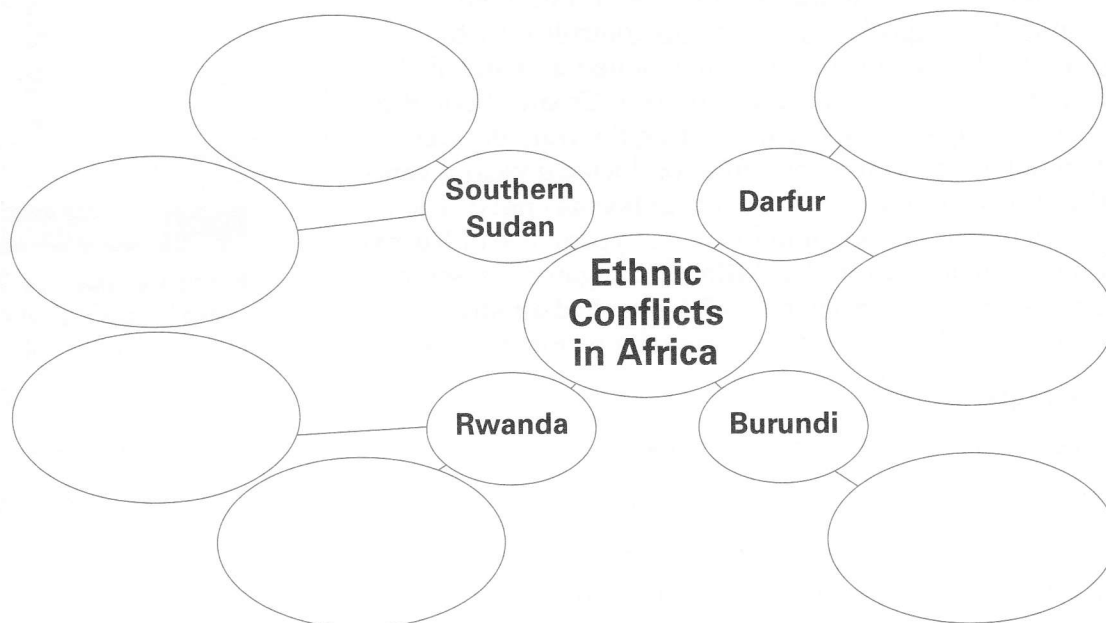 Southern
Sudan
Darfur
Ethnic
Conflicts
in Africa
Rwanda
Burundi